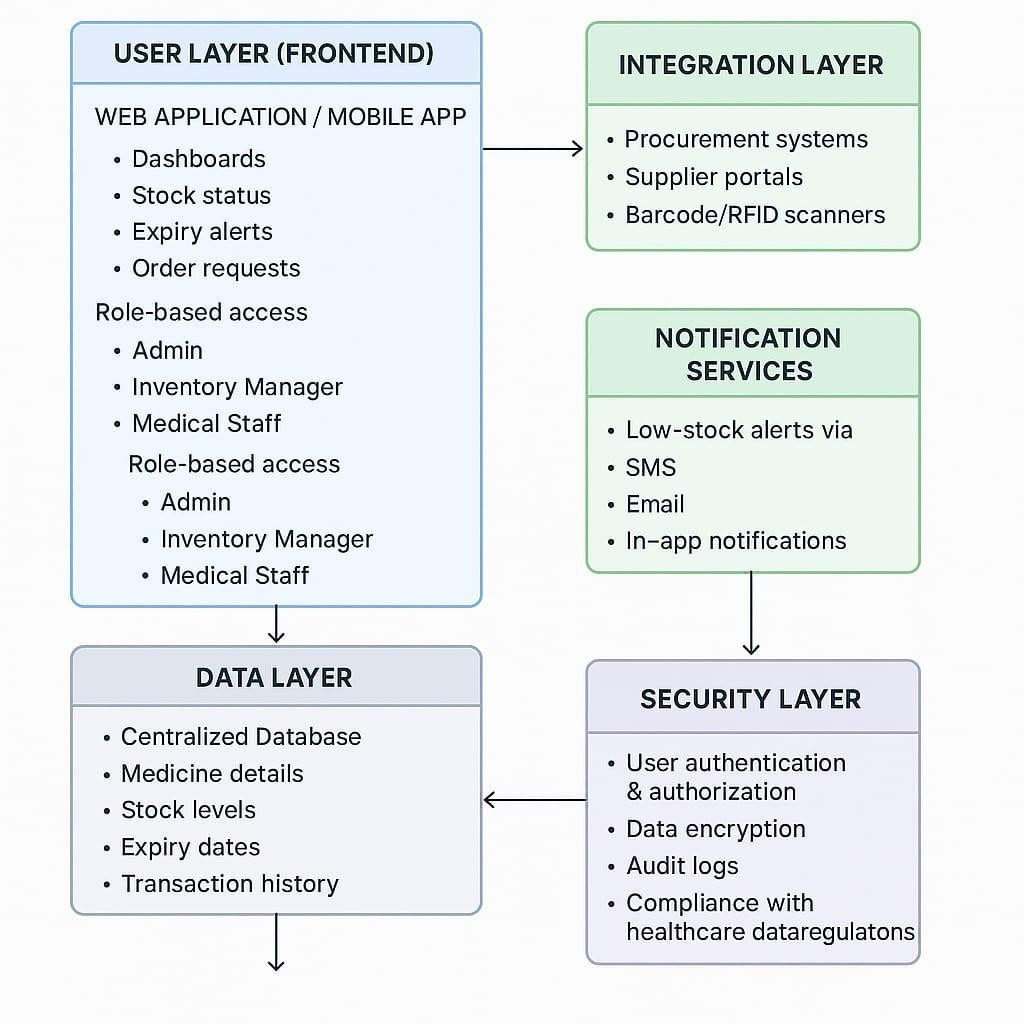 USER LAYER (FRONTEND)
WEB APPLICATION / MOBILE APP
• Dashboards
• Stock status
• Expiry alerts
• Order requests
Role-based access
• Admin
• Inventory Manager
• Medical Staff
Role-based access
• Admin
• Inventory Manager
• Medical Staff
INTEGRATION LAYER
• Procurement systems
• Supplier portals
• Barcode/RFID scanners
NOTIFICATION
SERVICES
• Low-stock alerts via
• SMS
• Email
• In-app notifications
DATA LAYER
• Centralized Database
• Medicine details
• Stock levels
• Expiry dates
• Transaction history
SECURITY LAYER
• User authentication
& authorization
• Data encryption
• Audit logs
• Compliance with
healthcare dataregulatons